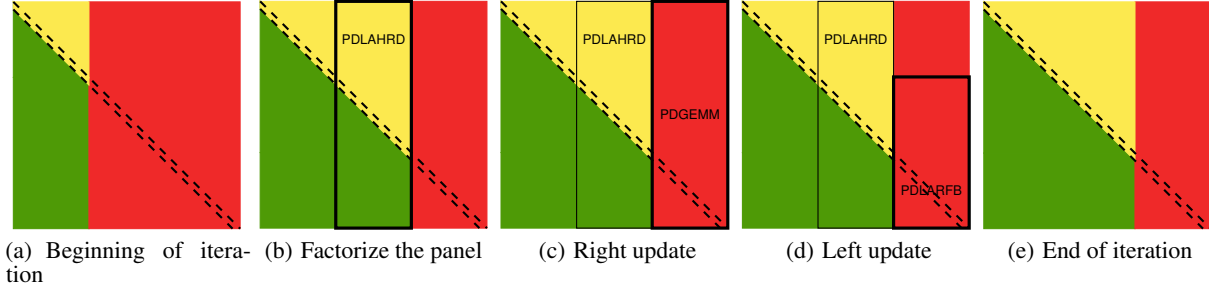 PDLAHRD
PDLAHRD
PDGEMM
PDLAHRD
PDLARFB
(a) Beginning of itera-
tion
(b) Factorize the panel
(c) Right update
(d) Left update
(e) End of iteration